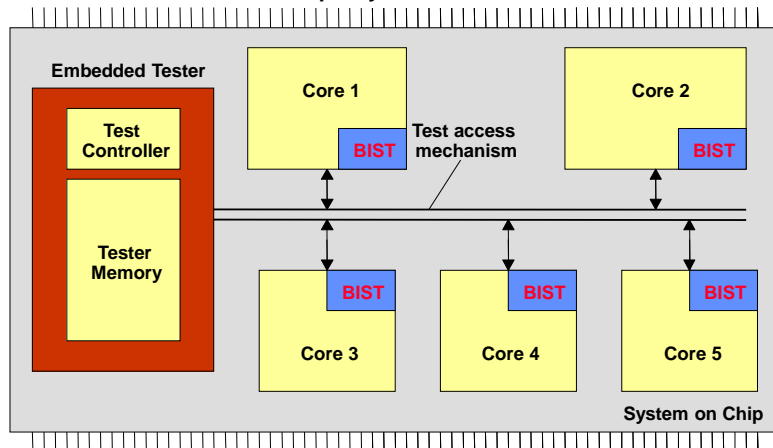 Embedded Tester
Test
Controller
Tester
Memory
Core 1
BIST
Test access
mechanism
Core 2
BIST
BIST
Core 3
BIST
Core 4
BIST
Core 5
System on Chip